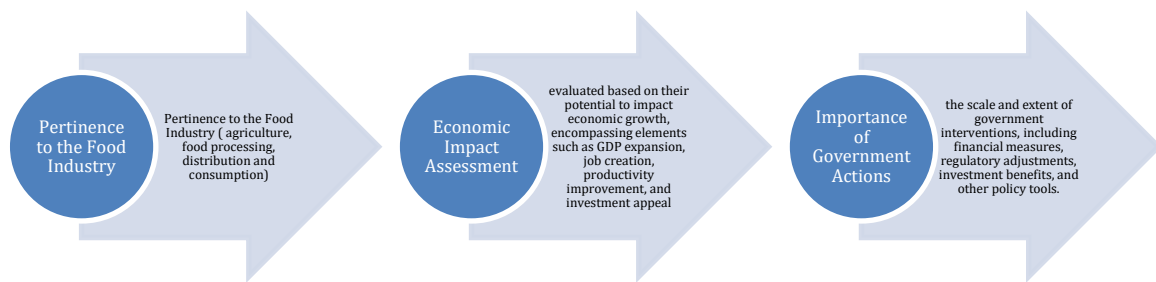 Pertinence
to the Food
Industry
Pertinence to the Food
Industry ( agriculture,
food processing,
distribution and
consumption)
Economic
Impact
Assessment
evaluated based on their
potential to impact
economic growth,
encompassing elements
such as GDP expansion,
job creation,
productivity
improvement, and
investment appeal
Importance
of
Government
Actions
the scale and extent of
government
interventions, including
financial measures,
regulatory adjustments,
investment benefits, and
other policy tools.